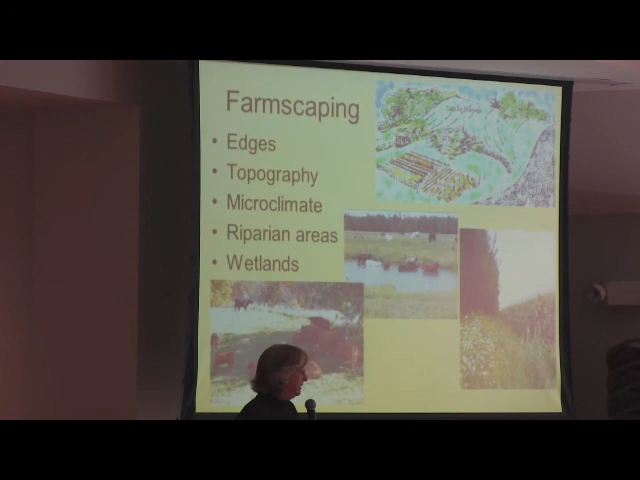 Farmscaping
• Edges
• Topography
• Microclimate
• Riparian areas
• Wetlands